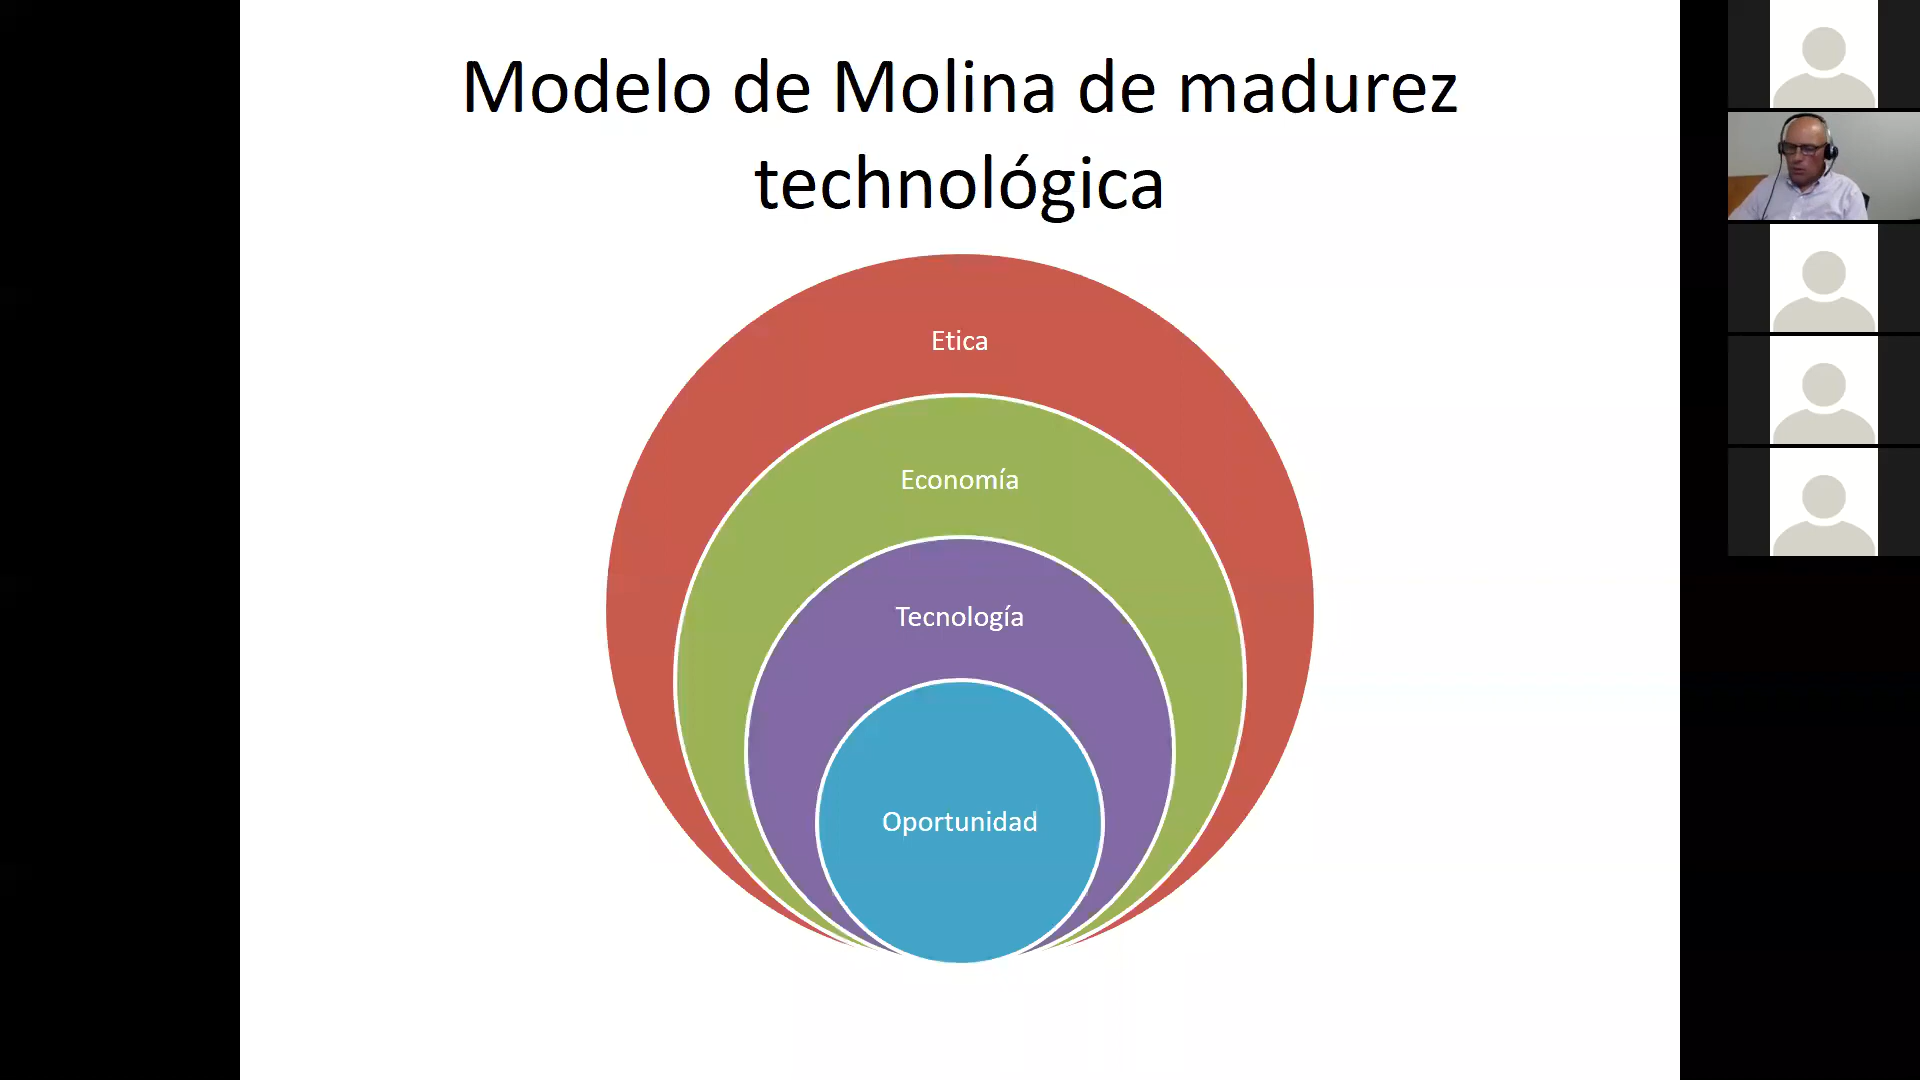 Modelo de Molina de madurez
technológica
Etica
Economía
Tecnología
Oportunidad